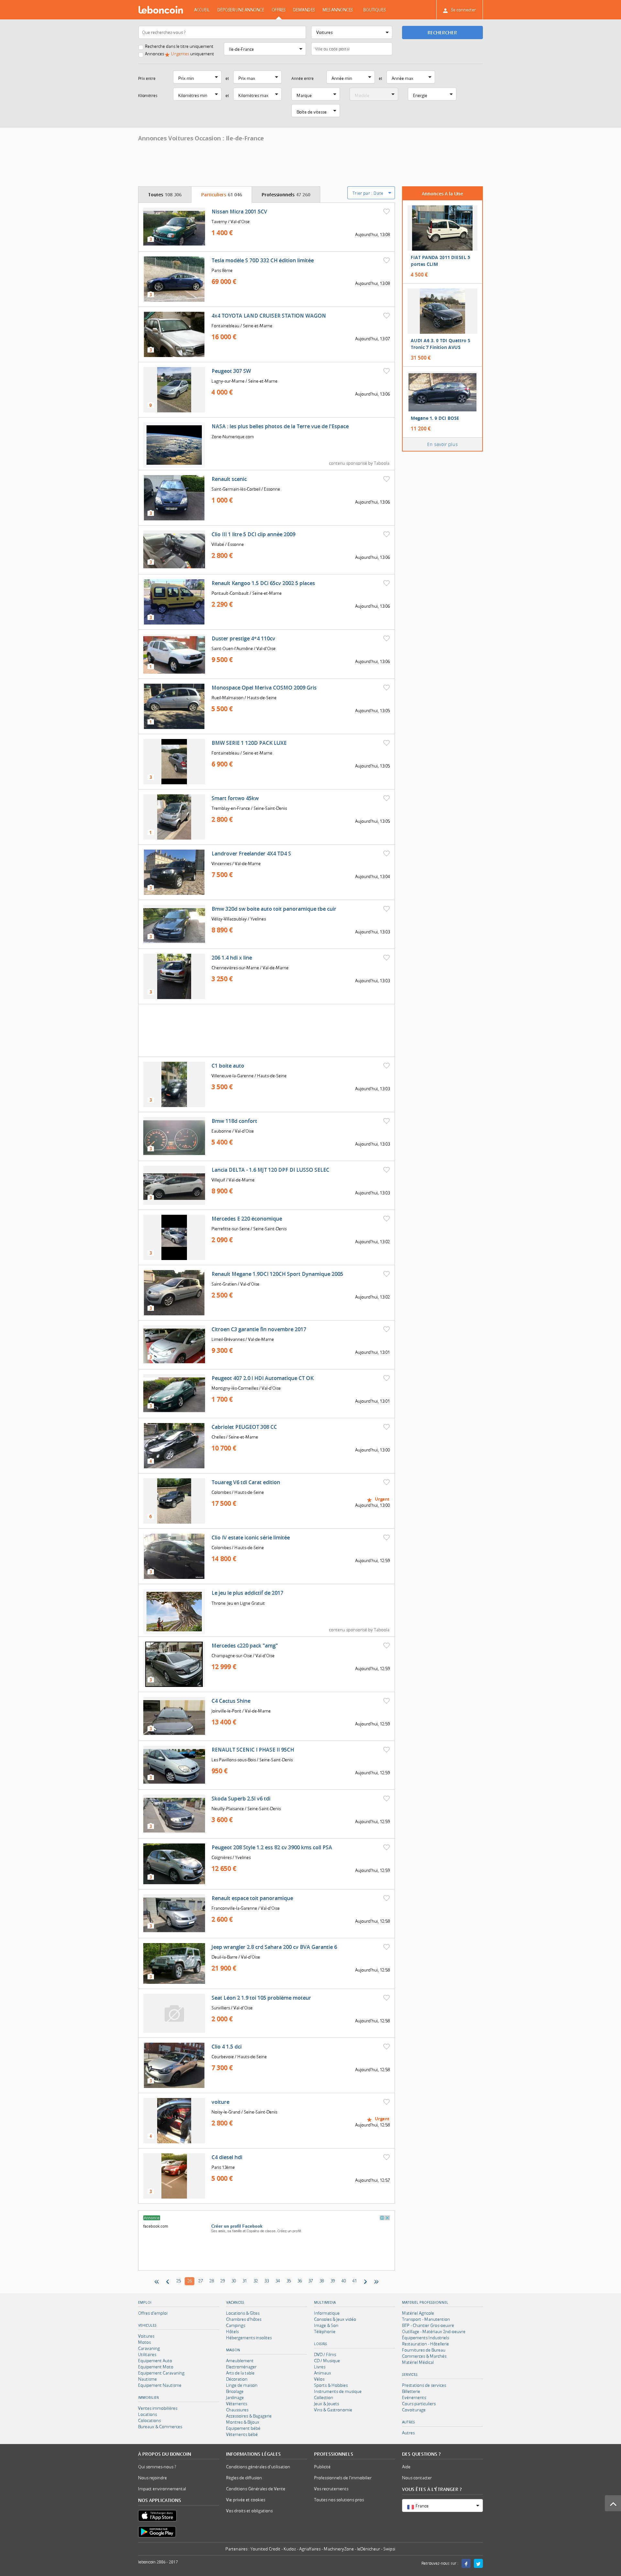 leboncoin
ACCUEIL
DÉPOSER UNE ANNONCE
OFFRES
DEMANDES
MES ANNONCES
BOUTIQUES
Se connecter
Que recherchez-vous ?
Voitures
RECHERCHER
Recherche dans le titre uniquement
Annonces Urgentes uniquement
Ile-de-France
Ville ou code postal
Prix entre
Prix min
et
Prix max
Année entre
Année min
et
Année max
Kilomètres
Kilomètres min
et
Kilomètres max
Marque
Modèle
Energie
Boîte de vitesse
Annonces Voitures Occasion : Ile-de-France
Particuliers 61 046
Professionnels 47 260
Trier par : Date
Annonces A la Une
Nissan Micra 2001 5CV
Taverny / Val-d'Oise
1 400 €
Aujourd'hui, 13:09
Tesla modèle S 70D 332 CH édition limitée
Paris 8ème
69 000 €
Aujourd'hui, 13:08
4x4 TOYOTA LAND CRUISER STATION WAGON
Fontainebleau / Seine-et-Marne
16 000 €
Aujourd'hui, 13:07
Peugeot 307 SW
Lagny-sur-Marne / Seine-et-Marne
4 000 €
Aujourd'hui, 13:06
NASA : les plus belles photos de la Terre vue de l'Espace
Zone Numerique.com
contenu sponsorisé by Taboola
Renault scenic
Saint-Germain-lès-Corbeil / Essonne
1 000 €
Aujourd'hui, 13:06
Clio III 1 litre 5 DCI clip année 2009
Villabé / Essonne
2 800 €
Aujourd'hui, 13:06
Renault Kangoo 1.5 DCI 65cv 2002 5 places
Pontault-Combault / Seine-et-Marne
2 290 €
Aujourd'hui, 13:06
Duster prestige 4*4 110cv
Saint-Ouen-l'Aumône / Val-d'Oise
9 500 €
Aujourd'hui, 13:06
Monospace Opel Meriva COSMO 2009 Gris
Rueil-Malmaison / Hauts-de-Seine
5 500 €
Aujourd'hui, 13:05
BMW SERIE 1 120D PACK LUXE
Fontainebleau / Seine-et-Marne
6 900 €
Aujourd'hui, 13:05
Smart fortwo 45kw
Tremblay-en-France / Seine-Saint-Denis
2 800 €
Aujourd'hui, 13:05
Landrover Freelander 4X4 TD4 S
Vincennes / Val-de-Marne
7 500 €
Aujourd'hui, 13:04
Bmw 320d sw boite auto toit panoramique tbe cuir
Vélizy-Villacoublay / Yvelines
8 890 €
Aujourd'hui, 13:03
206 1.4 hdi x line
Chennevières-sur-Marne / Val-de-Marne
3 250 €
Aujourd'hui, 13:03
C1 boite auto
Villeneuve-la-Garenne / Hauts-de-Seine
3 500 €
Aujourd'hui, 13:03
Bmw 118d confort
Eaubonne / Val-d'Oise
5 400 €
Aujourd'hui, 13:03
Lancia DELTA - 1.6 MJT 120 DPF DI LUSSO SELEC
Villejuif / Val-de-Marne
8 900 €
Aujourd'hui, 13:03
Mercedes E 220 économique
Pierrefitte-sur-Seine / Seine-Saint-Denis
2 090 €
Aujourd'hui, 13:02
Renault Megane 1.9DCI 120CH Sport Dynamique 2005
Saint-Gratien / Val-d'Oise
2 500 €
Aujourd'hui, 13:02
Citroen C3 garantie fin novembre 2017
Limeil-Brévannes / Val-de-Marne
9 300 €
Aujourd'hui, 13:01
Peugeot 407 2.0 l HDI Automatique CT OK
Montigny-lès-Cormeilles / Val-d'Oise
1 700 €
Aujourd'hui, 13:01
Cabriolet PEUGEOT 308 CC
Chelles / Seine-et-Marne
10 700 €
Aujourd'hui, 13:00
Touareg V6 tdi Carat edition
Colombes / Hauts-de-Seine
17 500 €
Urgent
Aujourd'hui, 13:00
Clio IV estate iconic série limitée
Colombes / Hauts-de-Seine
14 800 €
Aujourd'hui, 12:59
Le jeu le plus addictif de 2017
Throne: Jeu en Ligne Gratuit
contenu sponsorisé by Taboola
Mercedes c220 pack "amg"
Champagne-sur-Oise / Val-d'Oise
12 999 €
Aujourd'hui, 12:59
C4 Cactus Shine
Joinville-le-Pont / Val-de-Marne
13 400 €
Aujourd'hui, 12:59
RENAULT SCENIC I PHASE II 95CH
Les Pavillons-sous-Bois / Seine-Saint-Denis
950 €
Aujourd'hui, 12:59
Skoda Superb 2,5l v6 tdi
Neuilly-Plaisance / Seine-Saint-Denis
3 600 €
Aujourd'hui, 12:59
Peugeot 208 Style 1.2 ess 82 cv 3900 kms coll PSA
Coignières / Yvelines
12 650 €
Aujourd'hui, 12:59
Renault espace toit panoramique
Franconville-la-Garenne / Val-d'Oise
2 600 €
Aujourd'hui, 12:58
Jeep wrangler 2.8 crd Sahara 200 cv BVA Garantie 6
Deuil-la-Barre / Val-d'Oise
21 900 €
Aujourd'hui, 12:58
Seat Léon 2 1.9 toi 105 problème moteur
Survilliers / Val-d'Oise
2 000 €
Aujourd'hui, 12:58
Clio 4 1.5 dci
Courbevoie / Hauts-de-Seine
7 300 €
Aujourd'hui, 12:58
voiture
Noisy-le-Grand / Seine-Saint-Denis
2 800 €
Urgent
Aujourd'hui, 12:58
C4 diesel hdi
Paris 13ème
5 000 €
Aujourd'hui, 12:57
FIAT PANDA 2011 DIESEL 5 portes CLIM
4 500 €
En savoir plus
facebook.com
Créer un profil Facebook
25 26 27 28 29 30 31 32 33 34 35 36 37 38 39 40 41
EMPLOI
Offres d'emploi
VÉHICULES
Voitures
Motos
Caravaning
Utilitaires
Equipement Auto
Equipement Moto
Equipement Caravaning
Nautisme
Equipement Nautisme
IMMOBILIER
Ventes immobilières
Locations
Colocations
Bureaux & Commerces
VACANCES
Locations & Gîtes
Chambres d'hôtes
Campings
Hôtels
Hébergements insolites
MAISON
Ameublement
Electroménager
Arts de la table
Décoration
Linge de maison
Bricolage
Jardinage
Vêtements
Chaussures
Accessoires & Bagagerie
Montres & Bijoux
Equipement bébé
Vêtements bébé
MULTIMEDIA
Informatique
Consoles & Jeux vidéo
Image & Son
Téléphonie
LOISIRS
DVD / Films
CD / Musique
Livres
Animaux
Vélos
Sports & Hobbies
Instruments de musique
Collection
Jeux & Jouets
Vins & Gastronomie
MATERIEL PROFESSIONNEL
Matériel Agricole
Transport - Manutention
BTP - Chantier Gros-oeuvre
Outillage - Matériaux 2nd-oeuvre
Équipements Industriels
Restauration - Hôtellerie
Fournitures de Bureau
Commerces & Marchés
Matériel Médical
SERVICES
Prestations de services
Billetterie
Evénements
Cours particuliers
Covoiturage
AUTRES
Autres
À PROPOS DU BONCOIN
Qui sommes-nous ?
Nous rejoindre
Impact environnemental
NOS APPLICATIONS
App Store
Google Play
INFORMATIONS LÉGALES
Conditions générales d'utilisation
Règles de diffusion
Conditions Générales de Vente
Vie privée et cookies
Vos droits et obligations
PROFESSIONNELS
Publicité
Professionnels de l'immobilier
Vos recrutements
Toutes nos solutions pros
DES QUESTIONS ?
Aide
Nous contacter
VOUS ÊTES À L'ÉTRANGER ?
France
Partenaires : Younited Credit - Kudoz - AgriAffaires - MachineryZone - leDénicheur - Swipol
leboncoin 2006 - 2017
Retrouvez-nous sur :